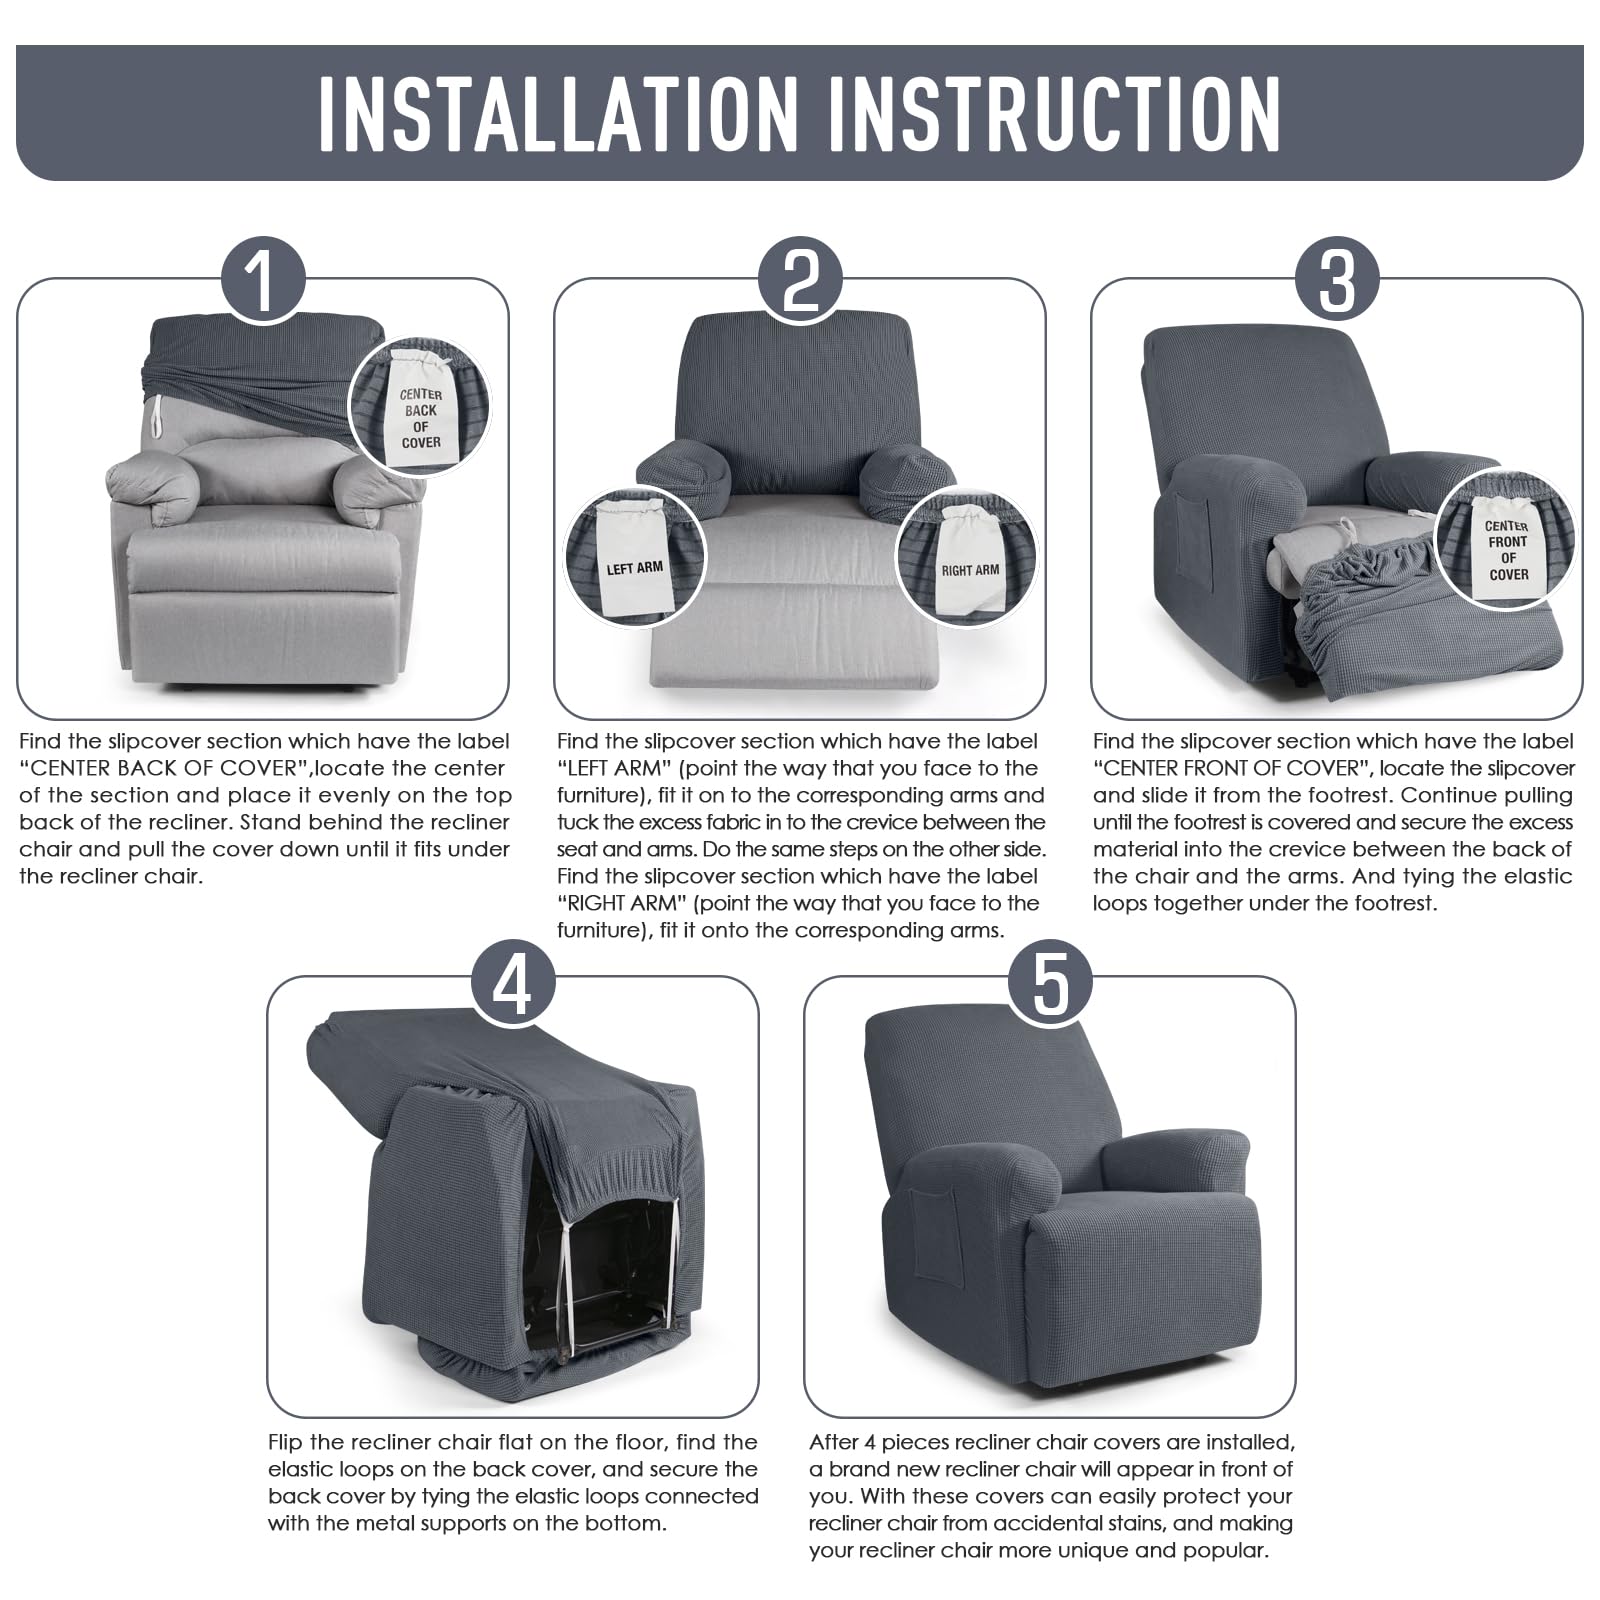 INSTALLATION INSTRUCTION
1
CENTER
BACK
OF
COVER
Find the slipcover section which have the label
“CENTER BACK OF COVER”,locate the center
of the section and place it evenly on the top
back of the recliner. Stand behind the recliner
chair and pull the cover down until it fits under
the recliner chair.
2
LEFT ARM
RIGHT ARM
Find the slipcover section which have the label
“LEFT ARM” (point the way that you face to the
furniture), fit it on to the corresponding arms and
tuck the excess fabric in to the crevice between the
seat and arms. Do the same steps on the other side.
Find the slipcover section which have the label
“RIGHT ARM” (point the way that you face to the
furniture), fit it onto the corresponding arms.
3
CENTER
FRONT
OF
COVER
Find the slipcover section which have the label
“CENTER FRONT OF COVER”, locate the slipcover
and slide it from the footrest. Continue pulling
until the footrest is covered and secure the excess
material into the crevice between the back of
the chair and the arms. And tying the elastic
loops together under the footrest.
4
Flip the recliner chair flat on the floor, find the
elastic loops on the back cover, and secure the
back cover by tying the elastic loops connected
with the metal supports on the bottom.
5
After 4 pieces recliner chair covers are installed,
a brand new recliner chair will appear in front of
you. With these covers can easily protect your
recliner chair from accidental stains, and making
your recliner chair more unique and popular.